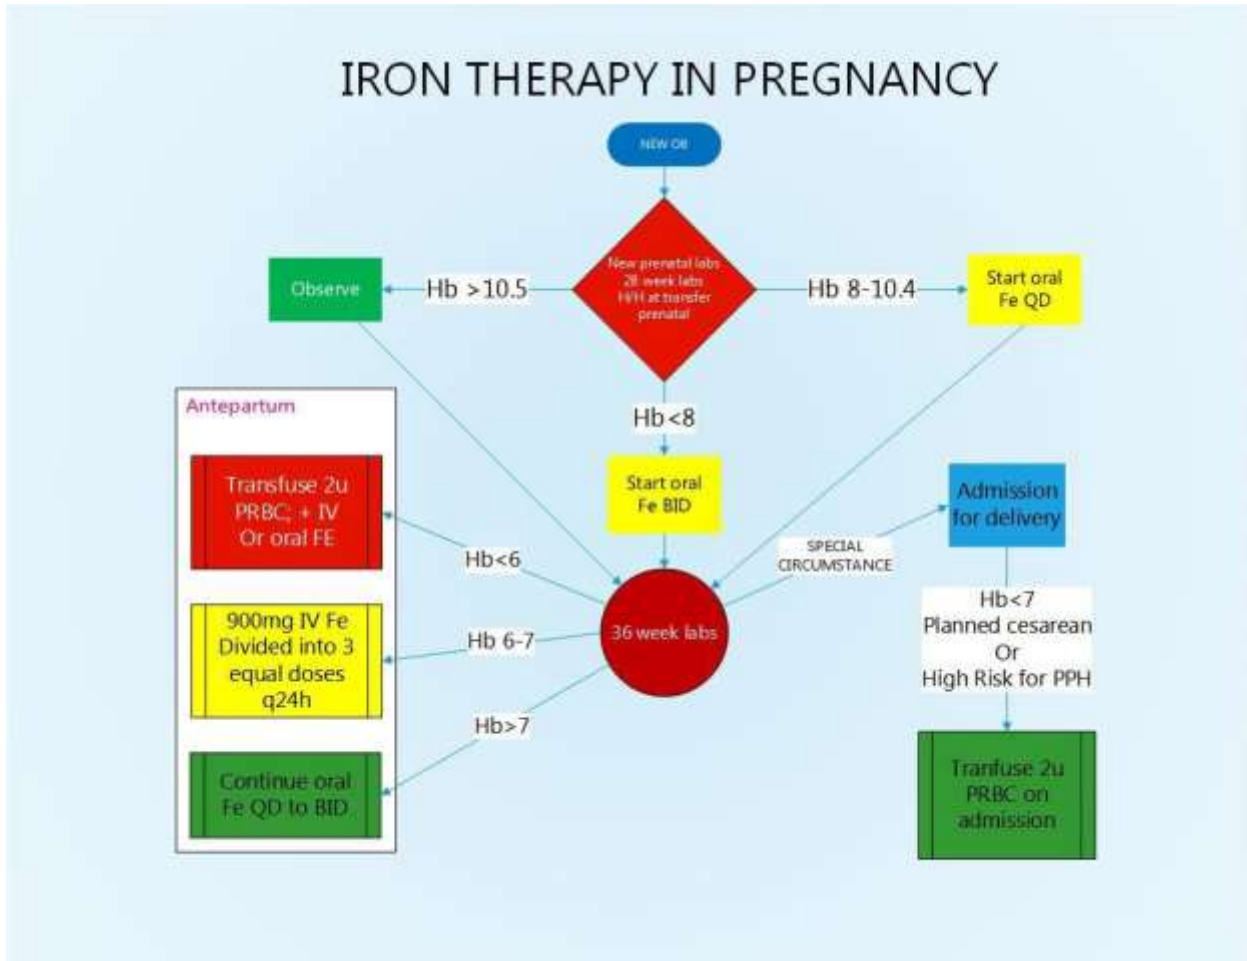 IRON THERAPY IN PREGNANCY
NEW OB
New prenatal labs
28 week labs
H/H at transfer
prenatal
Hb >10.5
Observe
Hb 8-10.4
Start oral
Fe QD
Hb<8
Start oral
Fe BID
36 week labs
Antepartum
Hb<6
Transfuse 2u
PRBC; + IV
Or oral FE
Hb 6-7
900mg IV Fe
Divided into 3
equal doses
q24h
Hb>7
Continue oral
Fe QD to BID
SPECIAL
CIRCUMSTANCE
Admission
for delivery
Hb<7
Planned cesarean
Or
High Risk for PPH
Tranfuse 2u
PRBC on
admission